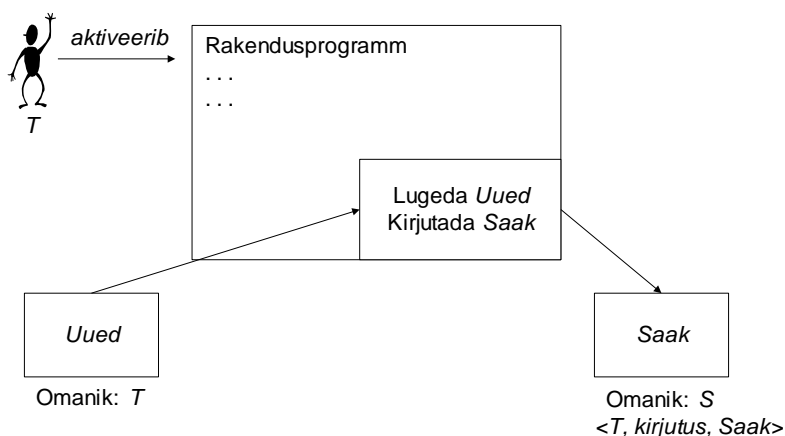 aktiveerib
T
Rakendusprogramm
. . .
. . .
Lugeda Uued
Kirjutada Saak
Uued
Omanik: T
Saak
Omanik: S
<T, kirjutus, Saak>